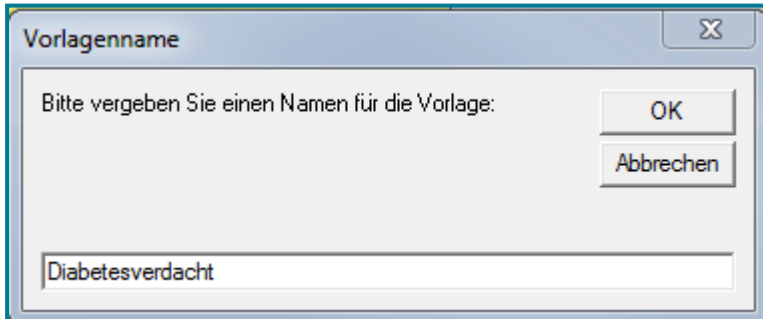 Vorlagenname
Bitte vergeben Sie einen Namen für die Vorlage:
OK
Abbrechen
Diabetesverdacht